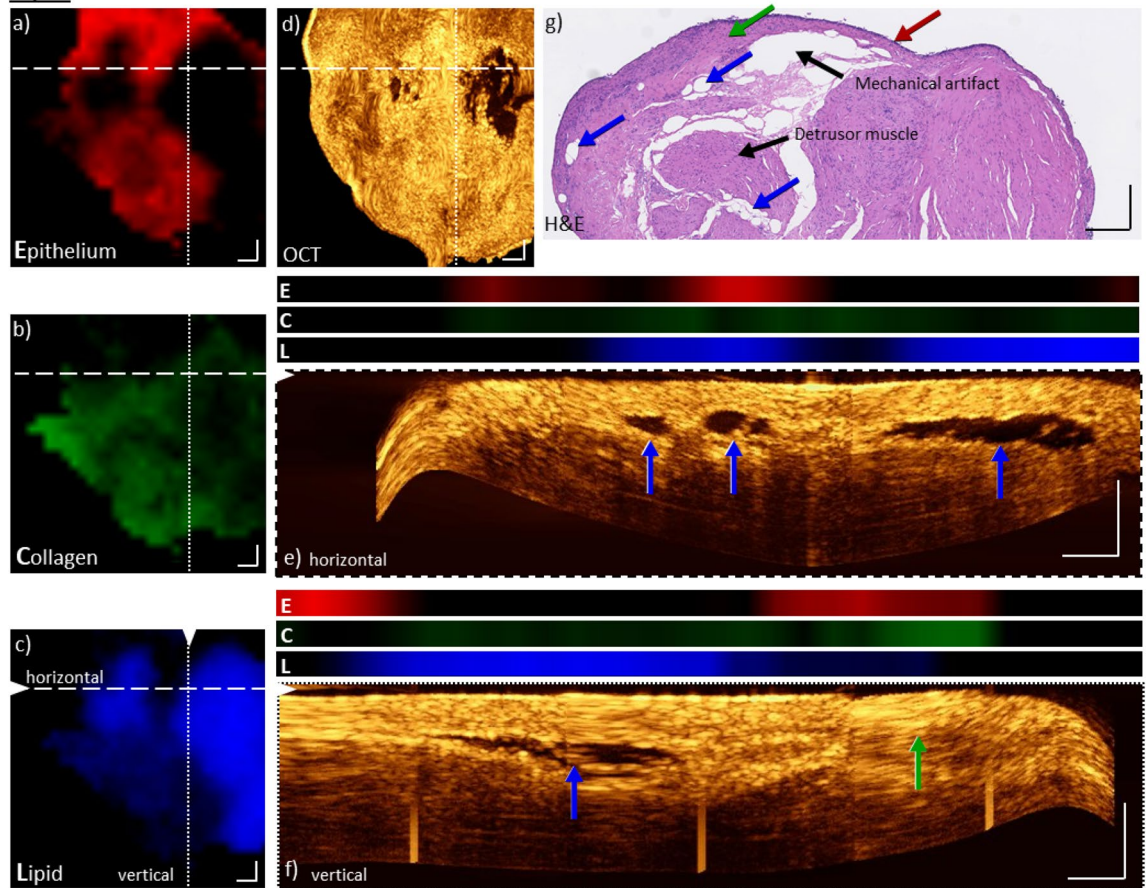 a)
Epithelium
d)
OCT
g)
Mechanical artifact
Detrusor muscle
H&E
b)
Collagen
c)
horizontal
Lipid
vertical
E
C
L
e) horizontal
E
C
L
f) vertical